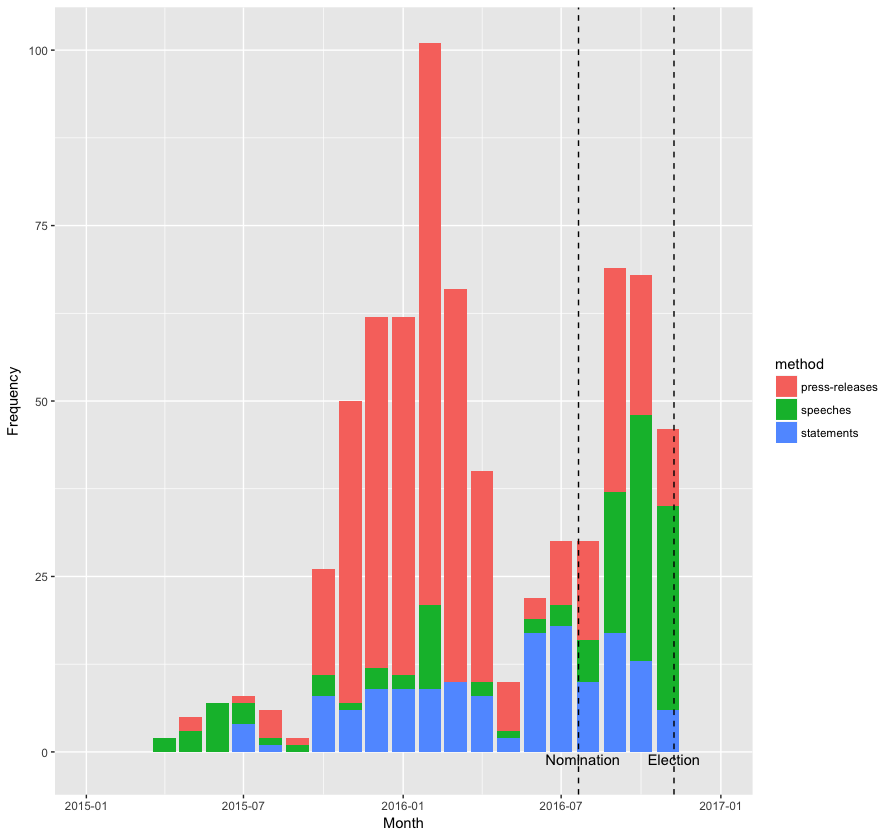 100
75
50
25
0
Frequency
Nomination
Election
2015-01
2015-07
2016-01
2016-07
2017-01
Month
method
press-releases
speeches
statements